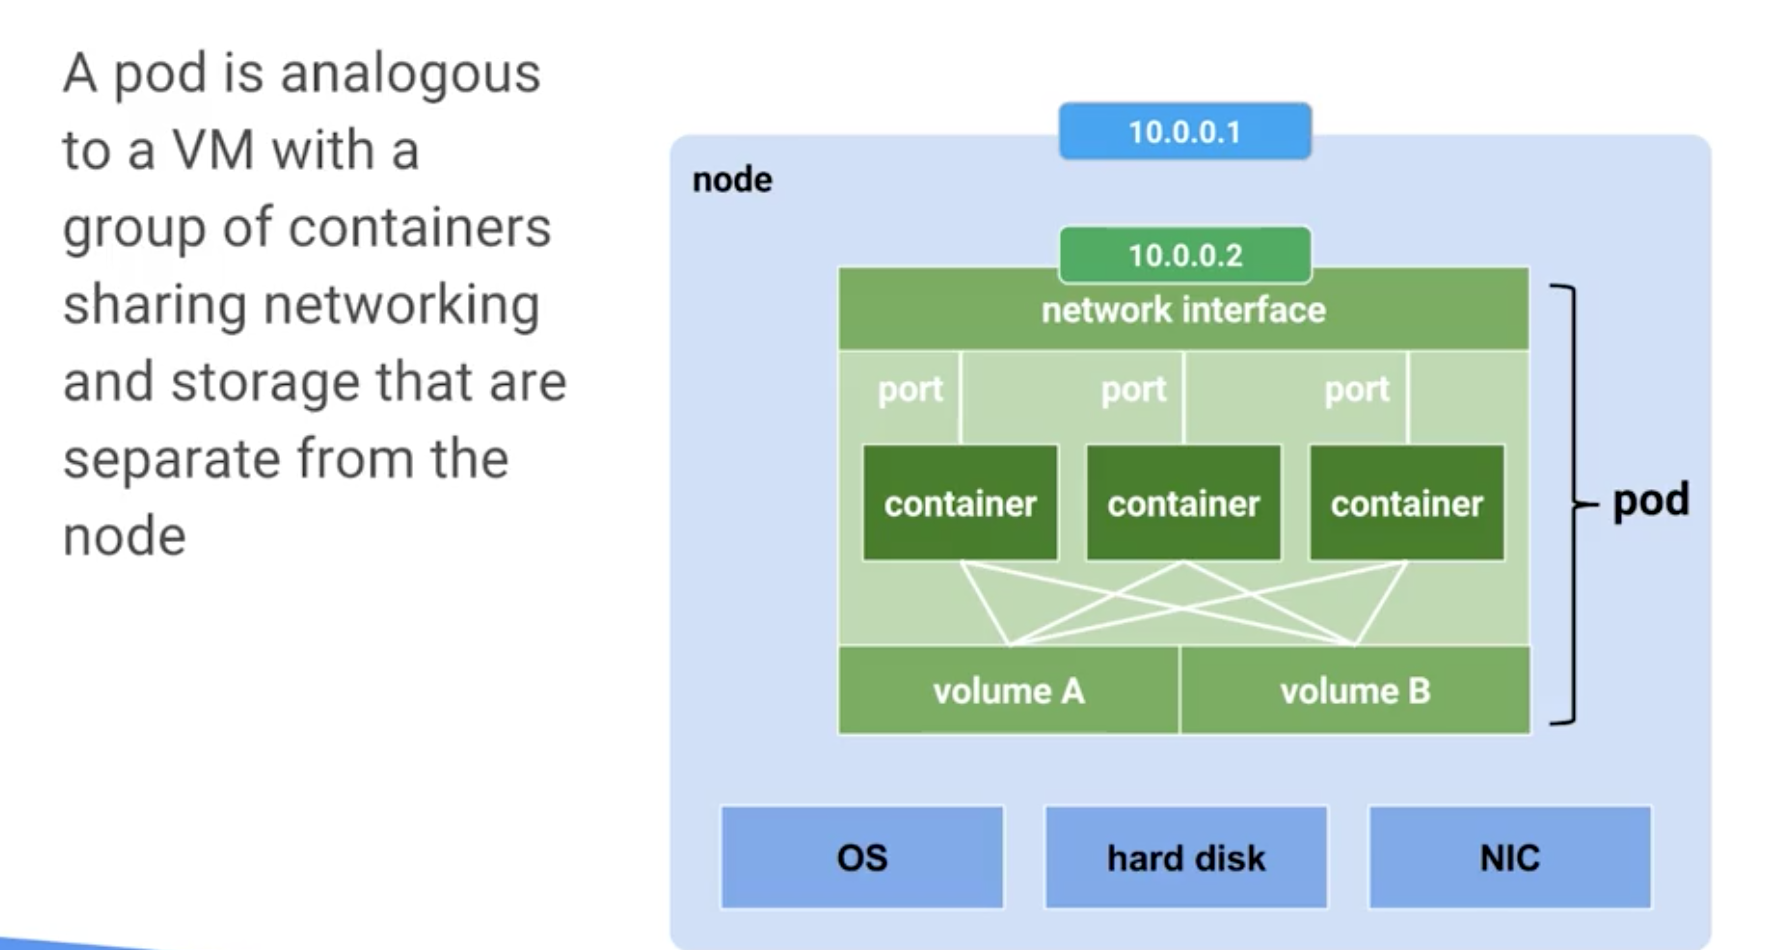 A pod is analogous
to a VM with a
group of containers
sharing networking
and storage that are
separate from the
node
10.0.0.1
node
10.0.0.2
network interface
port port port
container container container
pod
volume A volume B
OS hard disk NIC